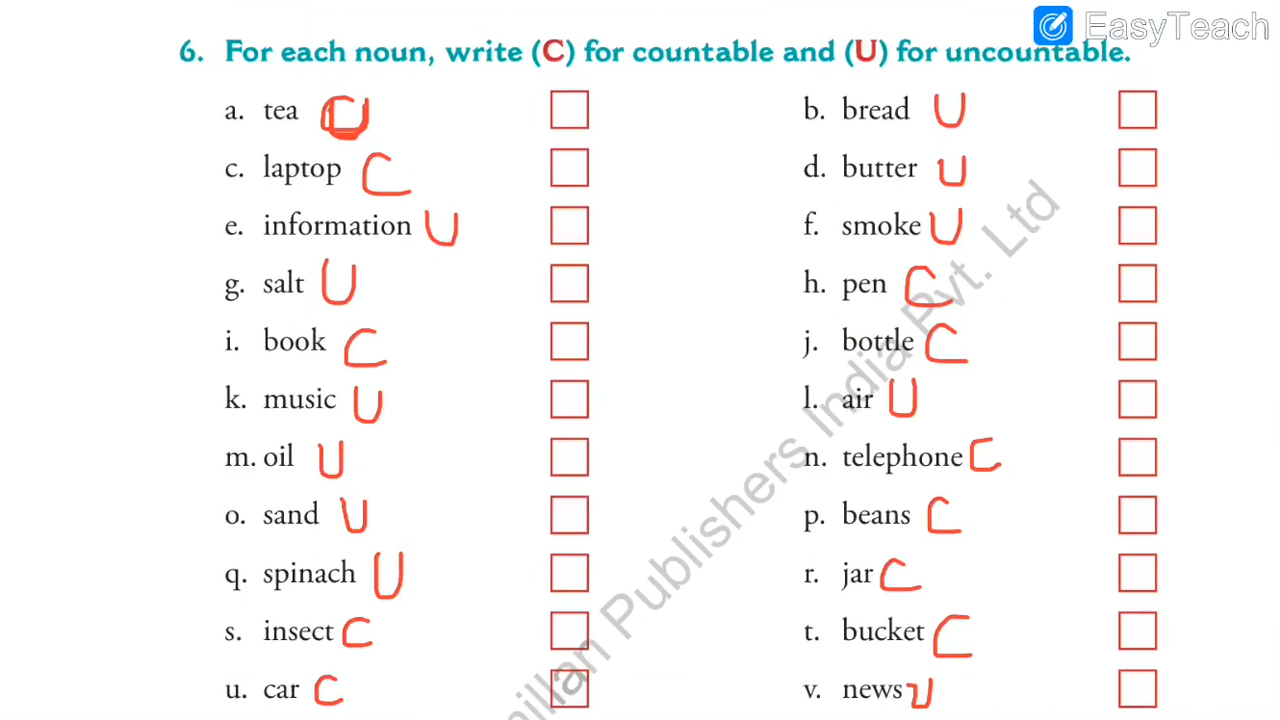 EasyTeach
6. For each noun, write (C) for countable and (U) for uncountable.
a. tea U b. bread U
c. laptop C d. butter U
e. information U f. smoke U
g. salt U h. pen C
i. book C j. bottle C
k. music U l. air U
m. oil U n. telephone C
o. sand U p. beans C
q. spinach U r. jar C
s. insect C t. bucket C
u. car C v. news U
millan Publishers India Pvt. Ltd